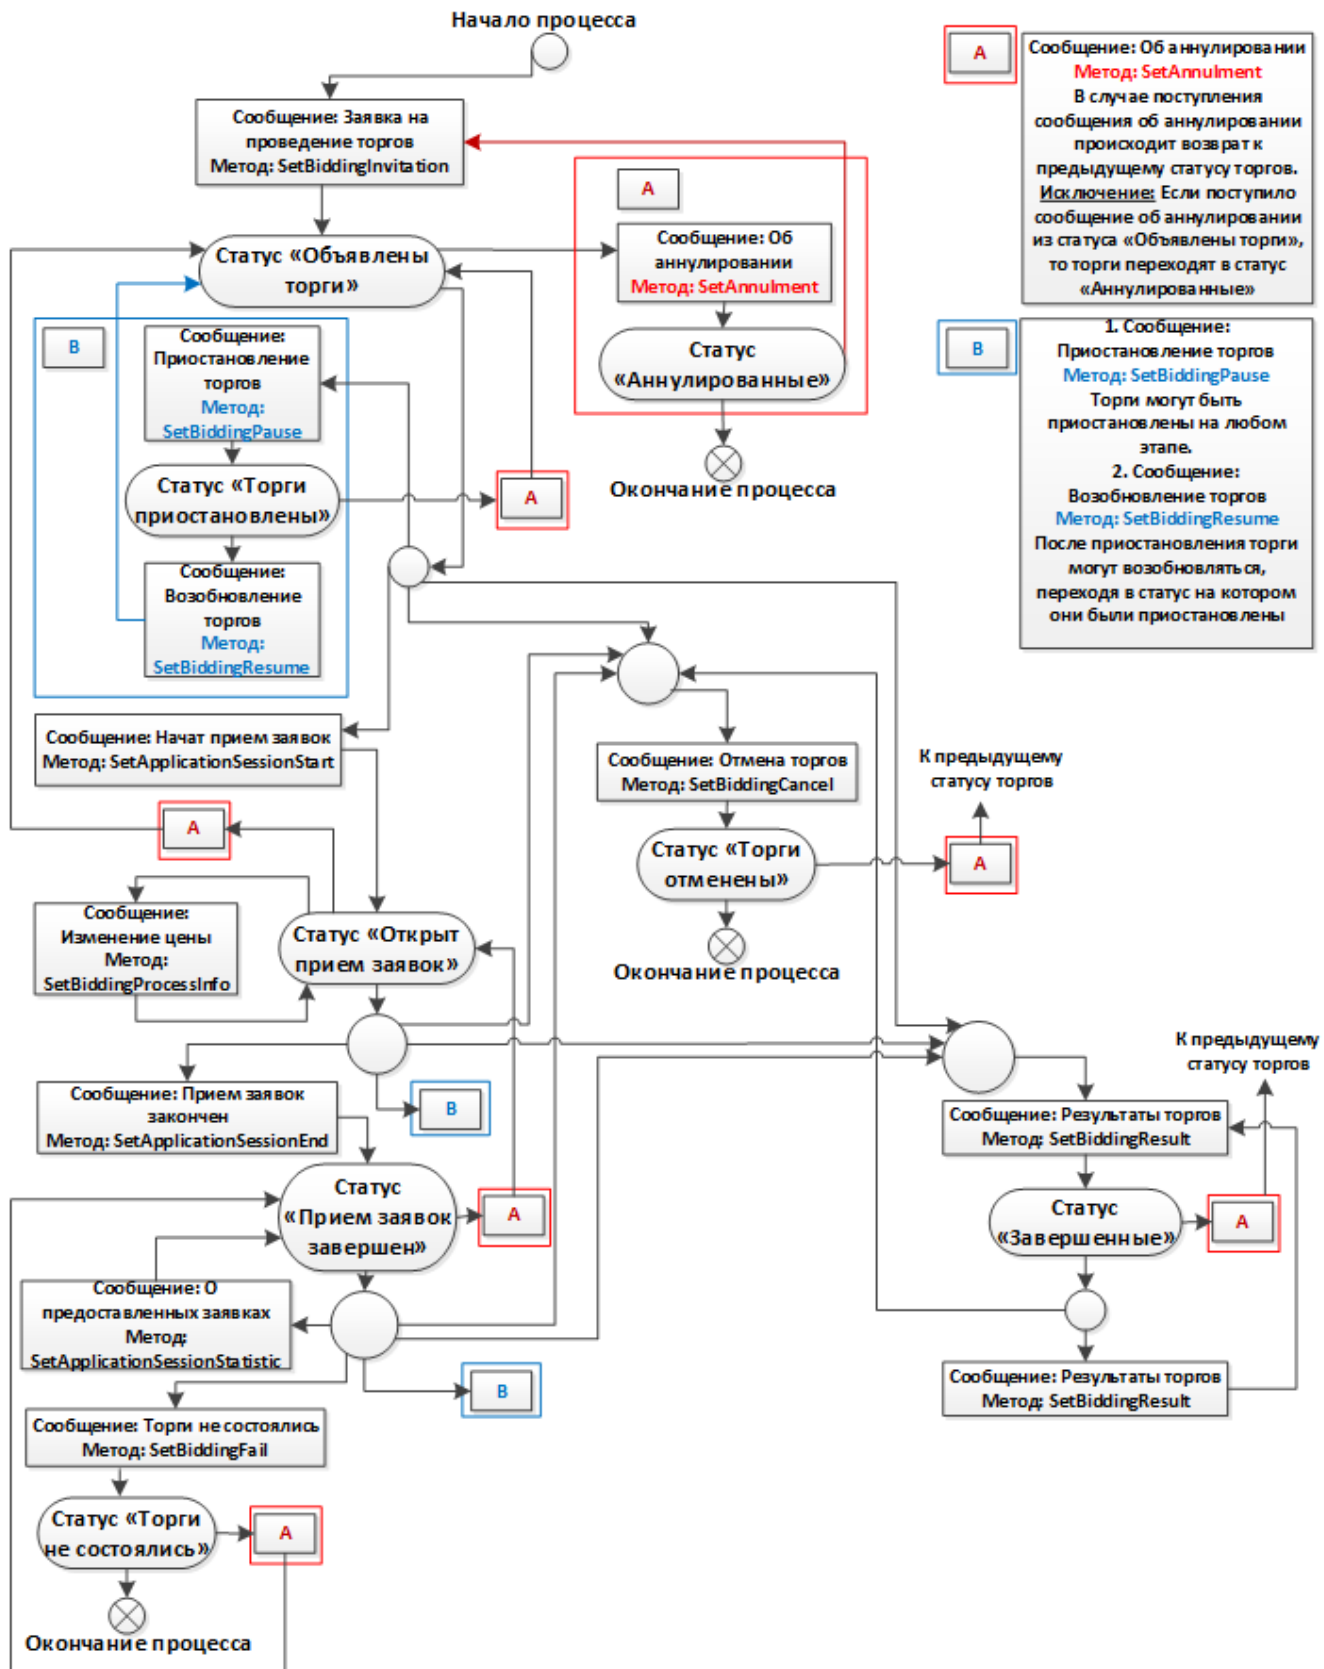 Начало процесса
Сообщение: Заявка на
проведение торгов
Метод: SetBiddingInvitation
Статус «Объявлены
торги»
A
Сообщение: Об
аннулировании
Метод: SetAnnulment
Статус
«Аннулированные»
Окончание процесса
A
Сообщение: Об аннулировании
Метод: SetAnnulment
В случае поступления
сообщения об аннулировании
происходит возврат к
предыдущему статусу торгов.
Исключение: Если поступило
сообщение об аннулировании
из статуса «Объявлены торги»,
то торги переходят в статус
«Аннулированные»
B
1. Сообщение:
Приостановление торгов
Метод: SetBiddingPause
Торги могут быть
приостановлены на любом
этапе.
2. Сообщение:
Возобновление торгов
Метод: SetBiddingResume
После приостановления торги
могут возобновляться,
переходя в статус на котором
они были приостановлены
B
Сообщение:
Приостановление
торгов
Метод:
SetBiddingPause
Статус «Торги
приостановлены»
A
Сообщение:
Возобновление
торгов
Метод:
SetBiddingResume
Сообщение: Начат прием заявок
Метод: SetApplicationSessionStart
Сообщение: Отмена торгов
Метод: SetBiddingCancel
Статус «Торги
отменены»
К предыдущему
статусу торгов
A
Окончание процесса
A
Сообщение:
Изменение цены
Метод:
SetBiddingProcessInfo
Статус «Открыт
прием заявок»
Сообщение: Прием заявок
закончен
Метод: SetApplicationSessionEnd
B
Статус
«Прием заявок
завершен»
A
К предыдущему
статусу торгов
Сообщение: Результаты торгов
Метод: SetBiddingResult
Статус
«Завершенные»
A
Сообщение: Результаты торгов
Метод: SetBiddingResult
Сообщение: О
предоставленных заявках
Метод:
SetApplicationSessionStatistic
B
Сообщение: Торги не состоялись
Метод: SetBiddingFail
Статус «Торги
не состоялись»
A
Окончание процесса